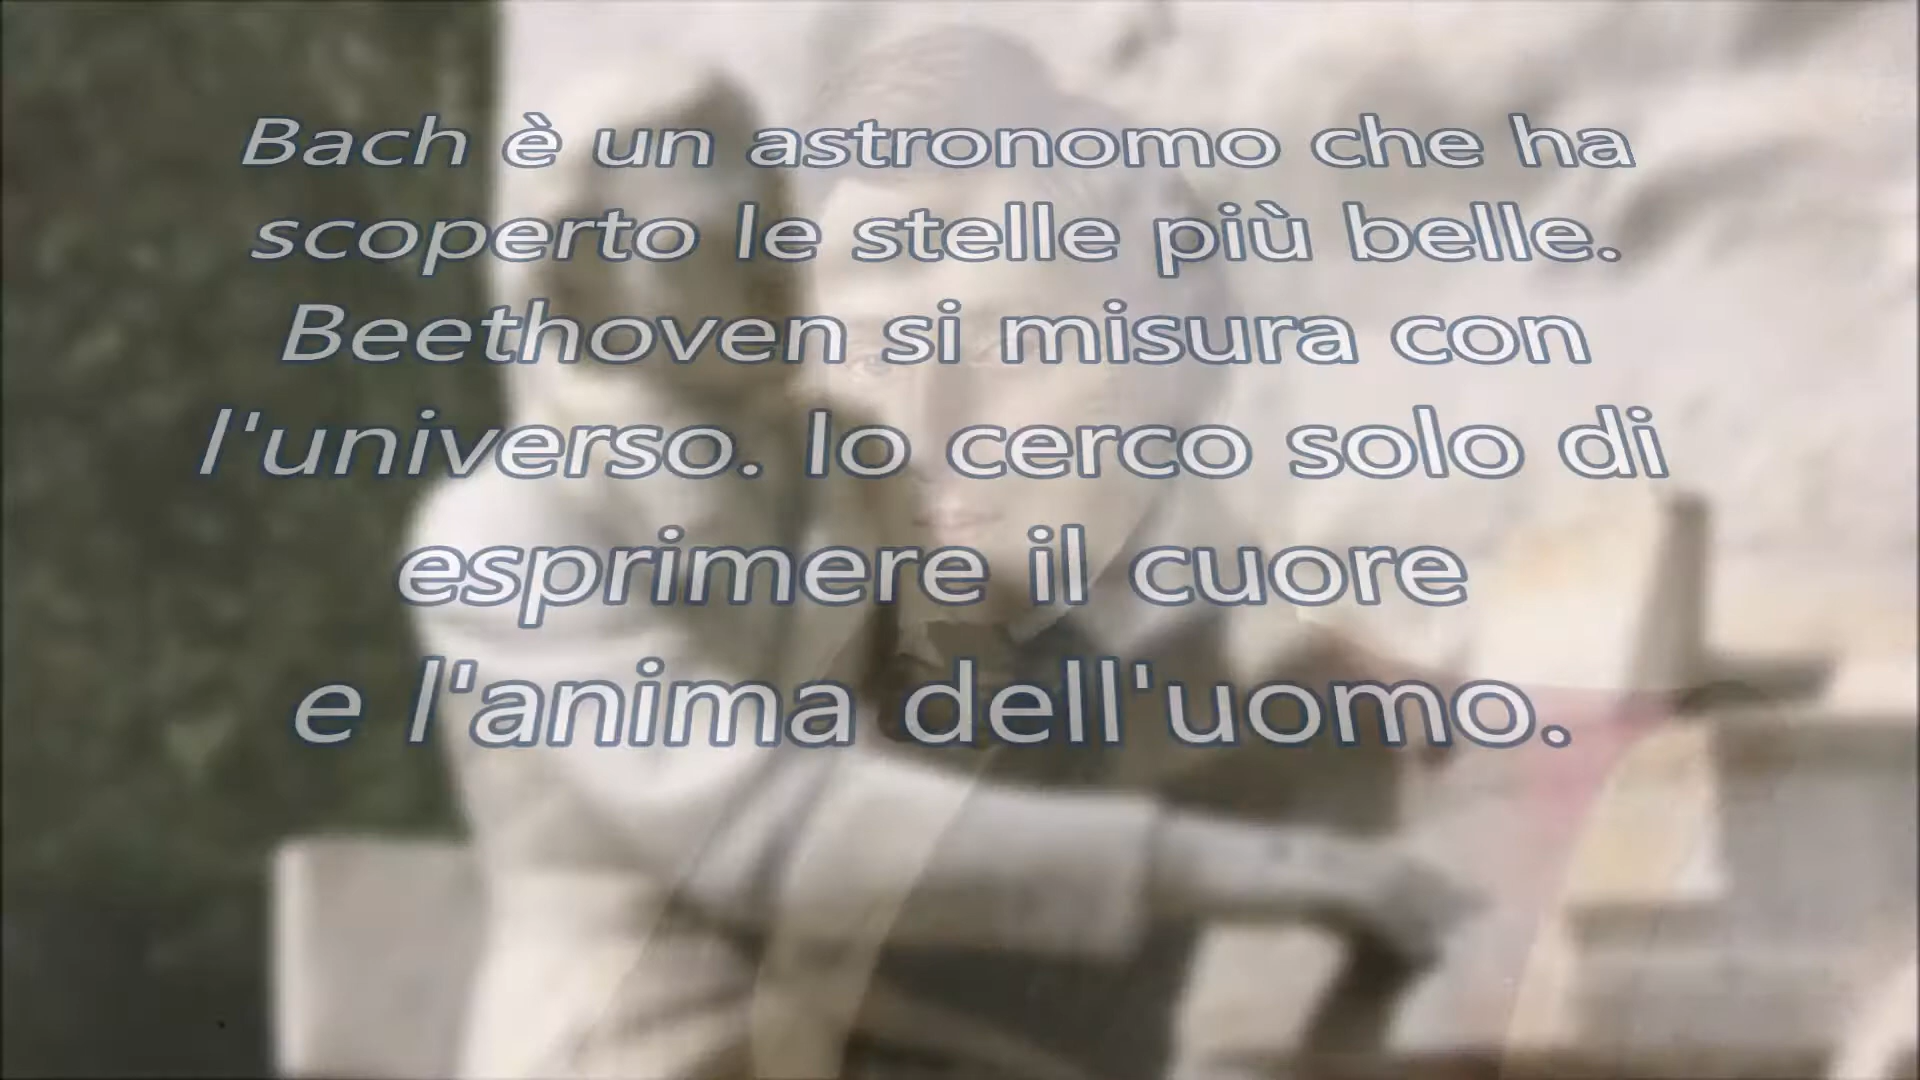 Bach è un astronomo che ha
scoperto le stelle più belle.
Beethoven si misura con
l'universo. Io cerco solo di
esprimere il cuore
e l'anima dell'uomo.